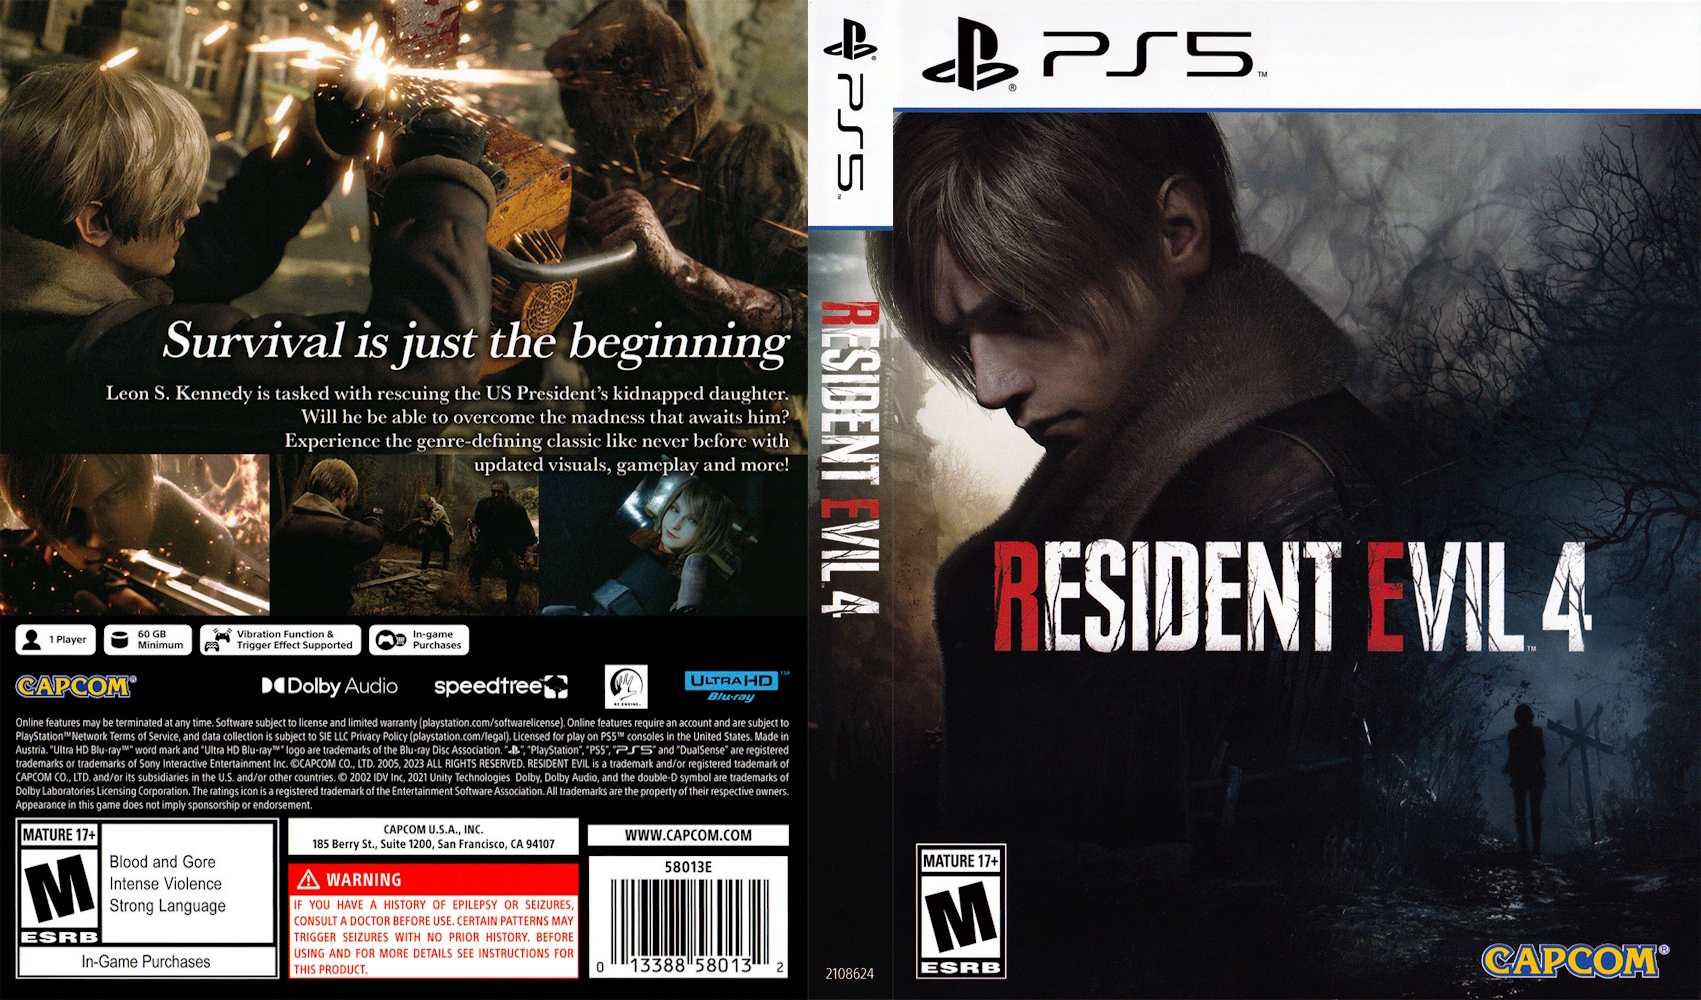 Survival is just the beginning
Leon S. Kennedy is tasked with rescuing the US President's kidnapped daughter.
Will he be able to overcome the madness that awaits him?
Experience the genre-defining classic like never before with
updated visuals, gameplay and more!
1 Player
60 GB
Minimum
Vibration Function &
Trigger Effect Supported
In-game
Purchases
CAPCOM®
Dolby Audio
speedtree
RE ENGINE™
ULTRA HD™
Blu-ray
Online features may be terminated at any time. Software subject to license and limited warranty (playstation.com/softwarelicense). Online features require an account and are subject to
PlayStation™Network Terms of Service, and data collection is subject to SIE LLC Privacy Policy (playstation.com/legal). Licensed for play on PS5™ consoles in the United States. Made in
Austria. "Ultra HD Blu-ray™" word mark and "Ultra HD Blu-ray™" logo are trademarks of the Blu-ray Disc Association. "", "PlayStation", "PS5", "PS5" and "DualSense" are registered
trademarks or trademarks of Sony Interactive Entertainment Inc. ©CAPCOM CO., LTD. 2005, 2023 ALL RIGHTS RESERVED. RESIDENT EVIL is a trademark and/or registered trademark of
CAPCOM CO., LTD. and/or its subsidiaries in the U.S. and/or other countries. © 2002 IDV Inc, 2021 Unity Technologies Dolby, Dolby Audio, and the double-D symbol are trademarks of
Dolby Laboratories Licensing Corporation. The ratings icon is a registered trademark of the Entertainment Software Association. All trademarks are the property of their respective owners.
Appearance in this game does not imply sponsorship or endorsement.
MATURE 17+
M
ESRB
Blood and Gore
Intense Violence
Strong Language
In-Game Purchases
CAPCOM U.S.A., INC.
185 Berry St., Suite 1200, San Francisco, CA 94107
WARNING
IF YOU HAVE A HISTORY OF EPILEPSY OR SEIZURES,
CONSULT A DOCTOR BEFORE USE. CERTAIN PATTERNS MAY
TRIGGER SEIZURES WITH NO PRIOR HISTORY. BEFORE
USING AND FOR MORE DETAILS SEE INSTRUCTIONS FOR
THIS PRODUCT.
WWW.CAPCOM.COM
58013E
0 13388 58013 2
PS5™
RESIDENT EVIL 4™
2108624
PS5™
RESIDENT EVIL 4™
MATURE 17+
M
ESRB
CAPCOM®